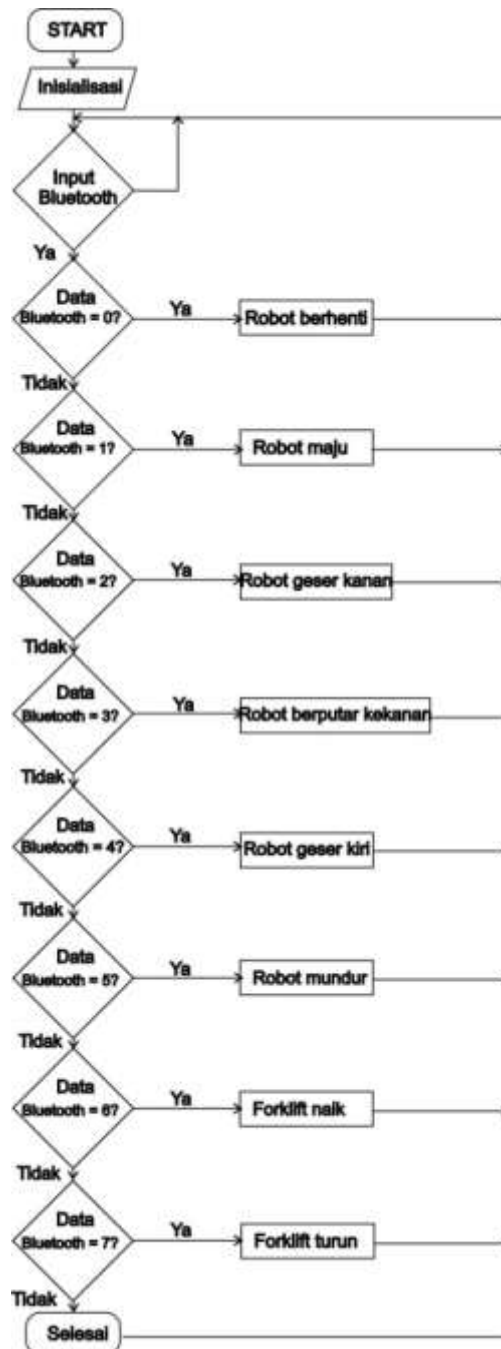 START
Inisialisasi
Input
Bluetooth
Ya
Data
Bluetooth = 0?
Ya
Robot berhenti
Tidak
Data
Bluetooth = 1?
Ya
Robot maju
Tidak
Data
Bluetooth = 2?
Ya
Robot geser kanan
Tidak
Data
Bluetooth = 3?
Ya
Robot berputar kekanan
Tidak
Data
Bluetooth = 4?
Ya
Robot geser kiri
Tidak
Data
Bluetooth = 5?
Ya
Robot mundur
Tidak
Data
Bluetooth = 6?
Ya
Forklift naik
Tidak
Data
Bluetooth = 7?
Ya
Forklift turun
Tidak
Selesai